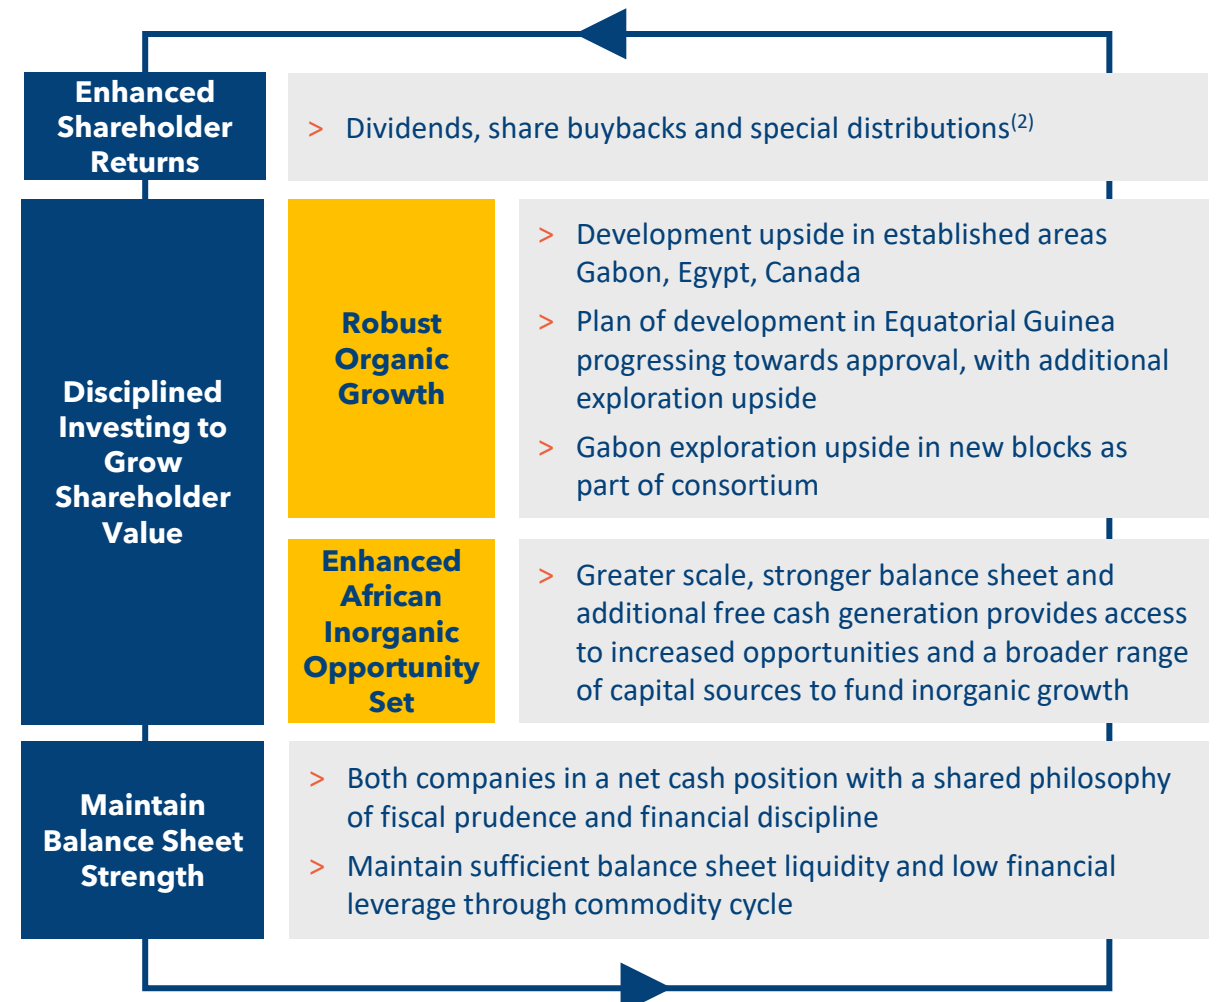 Enhanced
Shareholder
Returns
> Dividends, share buybacks and special distributions(2)
Disciplined
Investing to
Grow
Shareholder
Value
Robust
Organic
Growth
> Development upside in established areas
Gabon, Egypt, Canada
> Plan of development in Equatorial Guinea
progressing towards approval, with additional
exploration upside
> Gabon exploration upside in new blocks as
part of consortium
Enhanced
African
Inorganic
Opportunity
Set
> Greater scale, stronger balance sheet and
additional free cash generation provides access
to increased opportunities and a broader range
of capital sources to fund inorganic growth
Maintain
Balance Sheet
Strength
> Both companies in a net cash position with a shared philosophy
of fiscal prudence and financial discipline
> Maintain sufficient balance sheet liquidity and low financial
leverage through commodity cycle